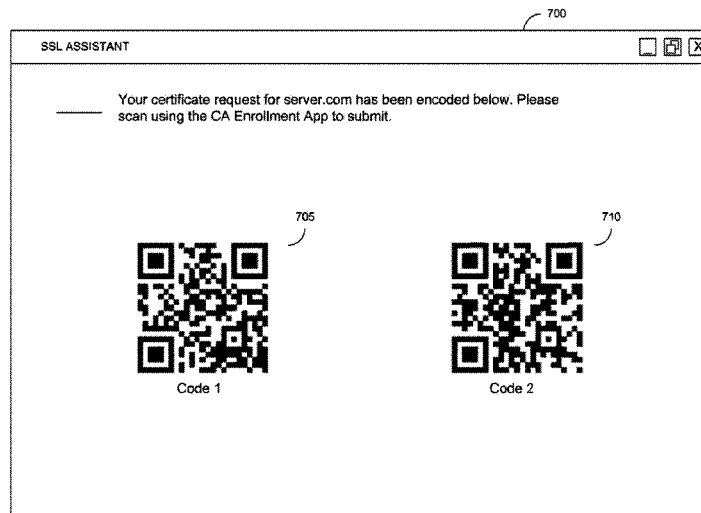 700
SSL ASSISTANT
X
Your certificate request for server.com has been encoded below. Please
scan using the CA Enrollment App to submit.
705
710
Code 1
Code 2